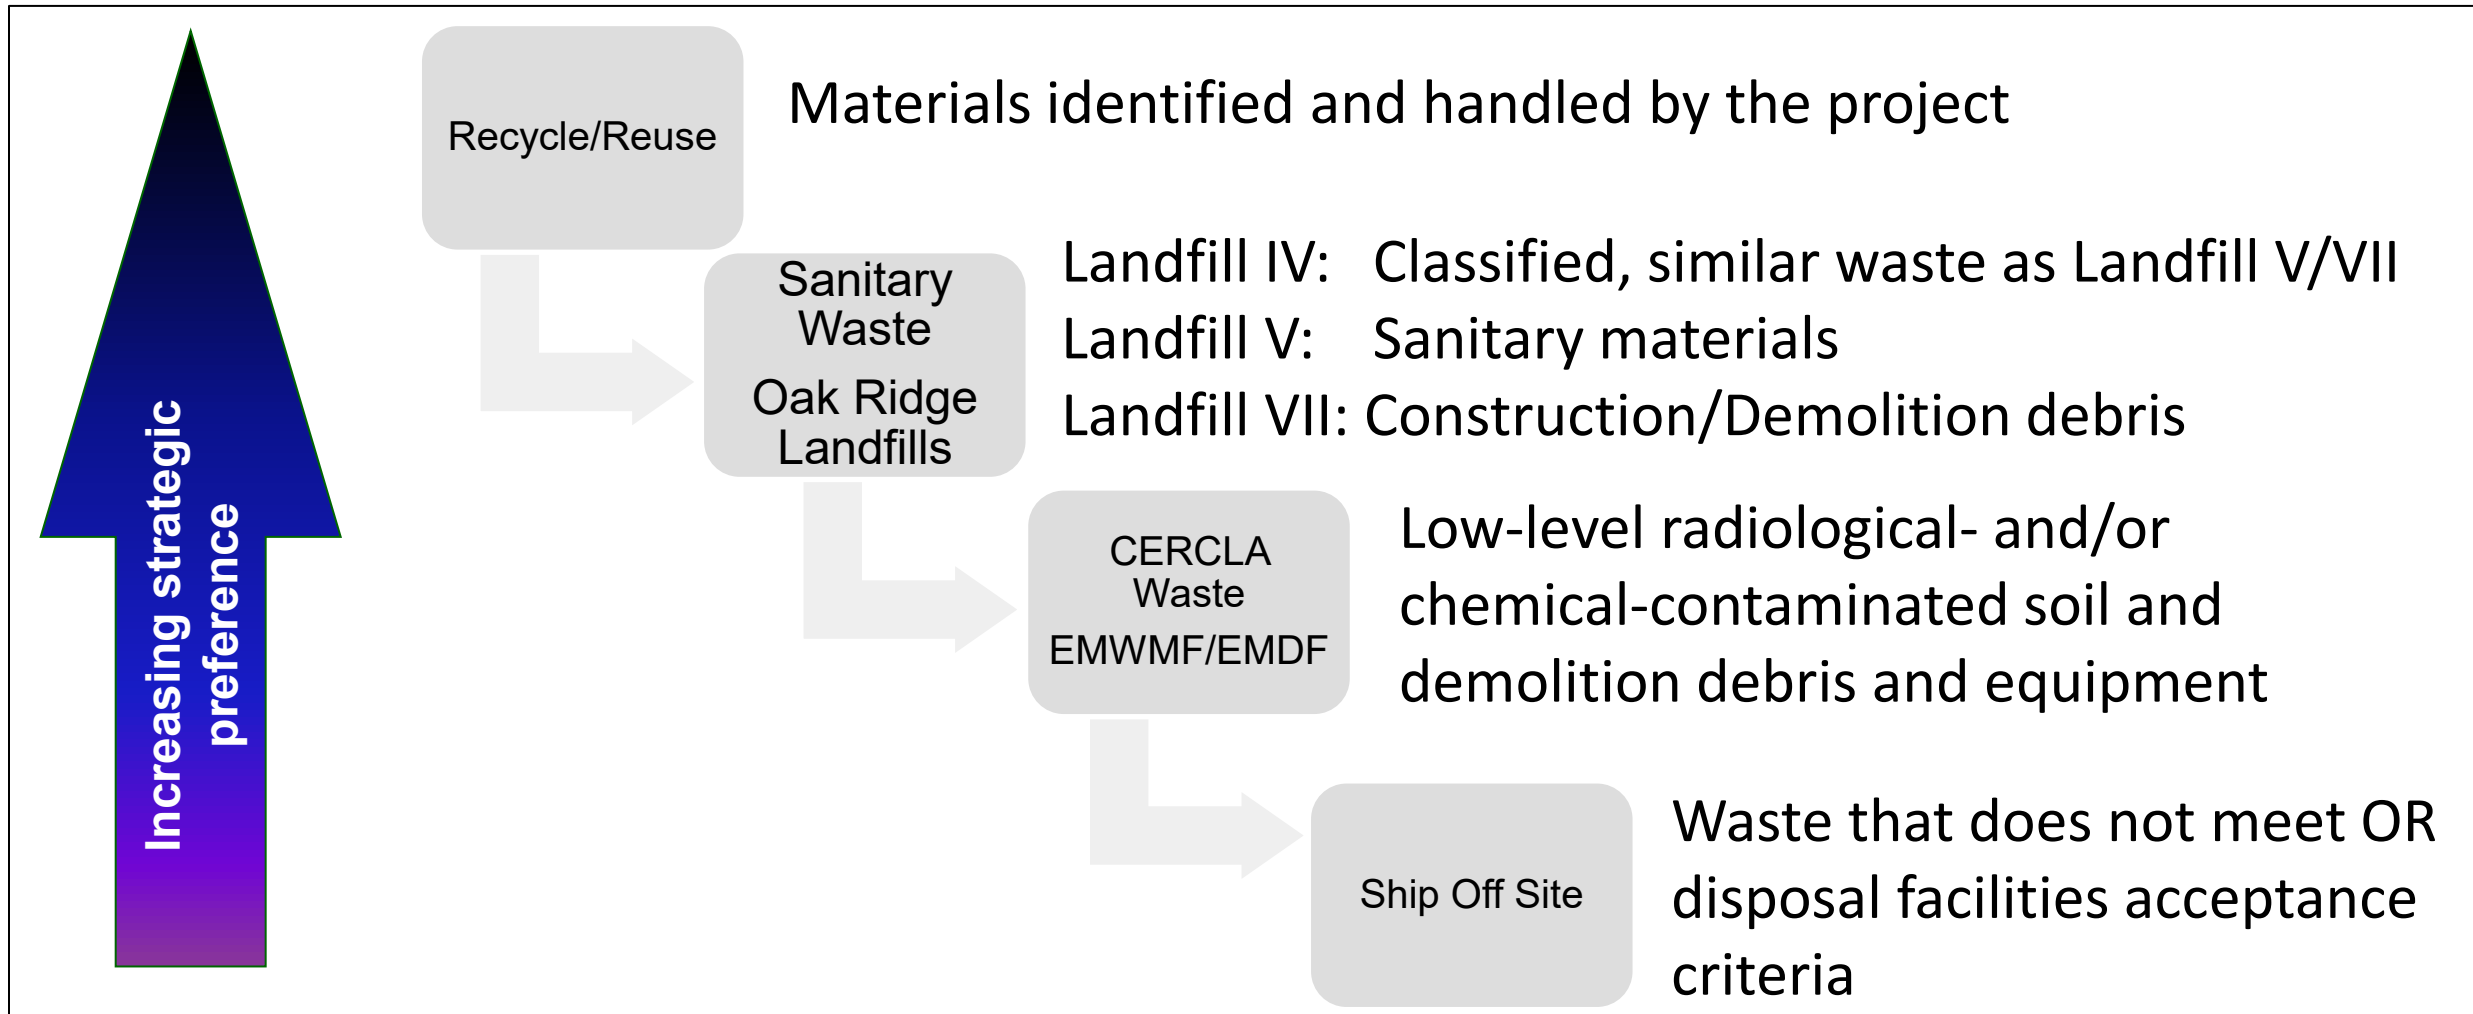 Increasing strategic
preference
Recycle/Reuse
Materials identified and handled by the project
Sanitary
Waste
Oak Ridge
Landfills
Landfill IV: Classified, similar waste as Landfill V/VII
Landfill V: Sanitary materials
Landfill VII: Construction/Demolition debris
CERCLA
Waste
EMWMF/EMDF
Low-level radiological- and/or
chemical-contaminated soil and
demolition debris and equipment
Ship Off Site
Waste that does not meet OR
disposal facilities acceptance
criteria